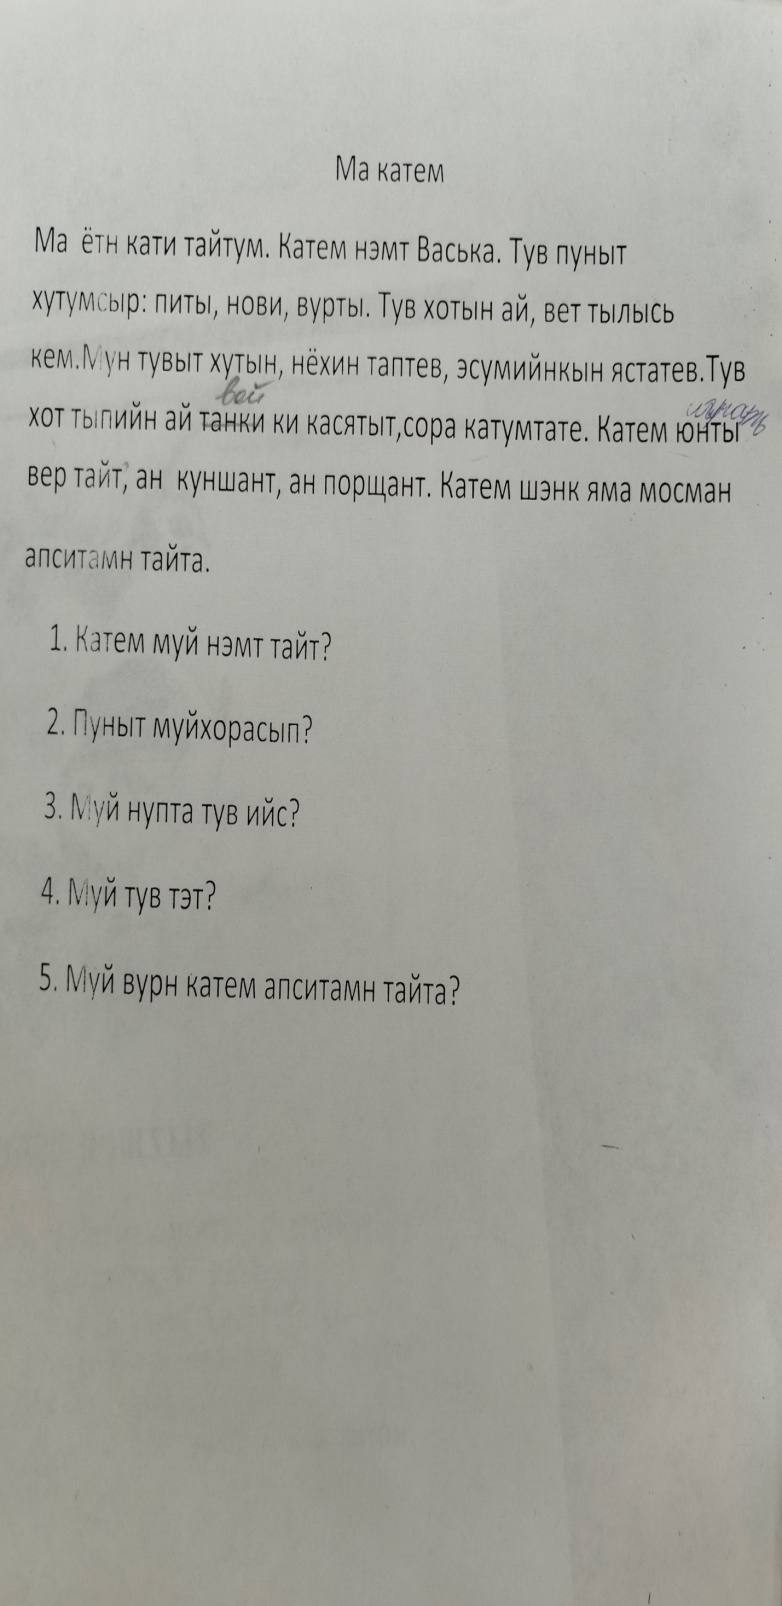 Ма катем
Ма ётн кати тайтум. Катем нэмт Васька. Тув пуныт
хутумсыр: питы, нови, вурты. Тув хотын ай, вет тылысь
кем.Мун тувыт хутын, нёхин таптев, эсумийнкын ястатев.Тув
вой
хот тыпийн ай танки ки касятыт,сора катумтате. Катем юнты
вер тайт, ан куншант, ан порщант. Катем шэнк яма мосман
апситамн тайта.
1. Катем муй нэмт тайт?
2. Пуныт муйхорасып?
3. Муй нупта тув ийс?
4. Муй тув тэт?
5. Муй вурн катем апситамн тайта?